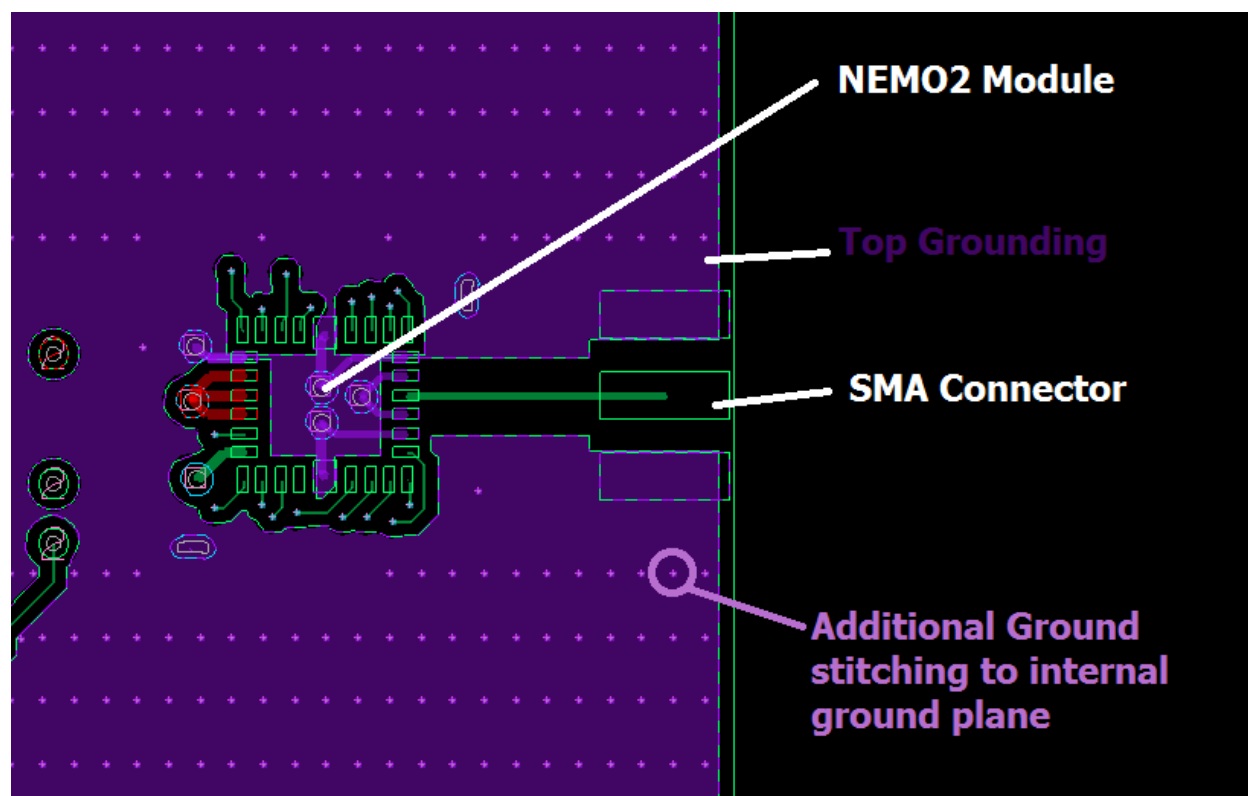 NEMO2 Module
Top Grounding
SMA Connector
Additional Ground
stitching to internal
ground plane